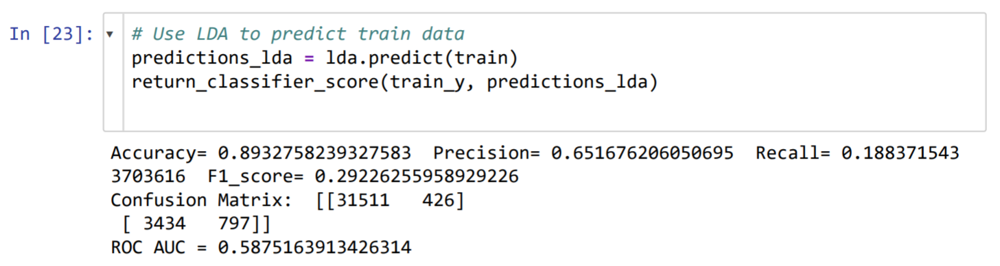 In [23]:
# Use LDA to predict train data
predictions_lda = lda.predict(train)
return_classifier_score(train_y, predictions_lda)
Accuracy= 0.8932758239327583  Precision= 0.651676206050695  Recall= 0.188371543
3703616  F1_score= 0.29226255958929226
Confusion Matrix:  [[31511   426]
 [ 3434   797]]
ROC AUC = 0.5875163913426314